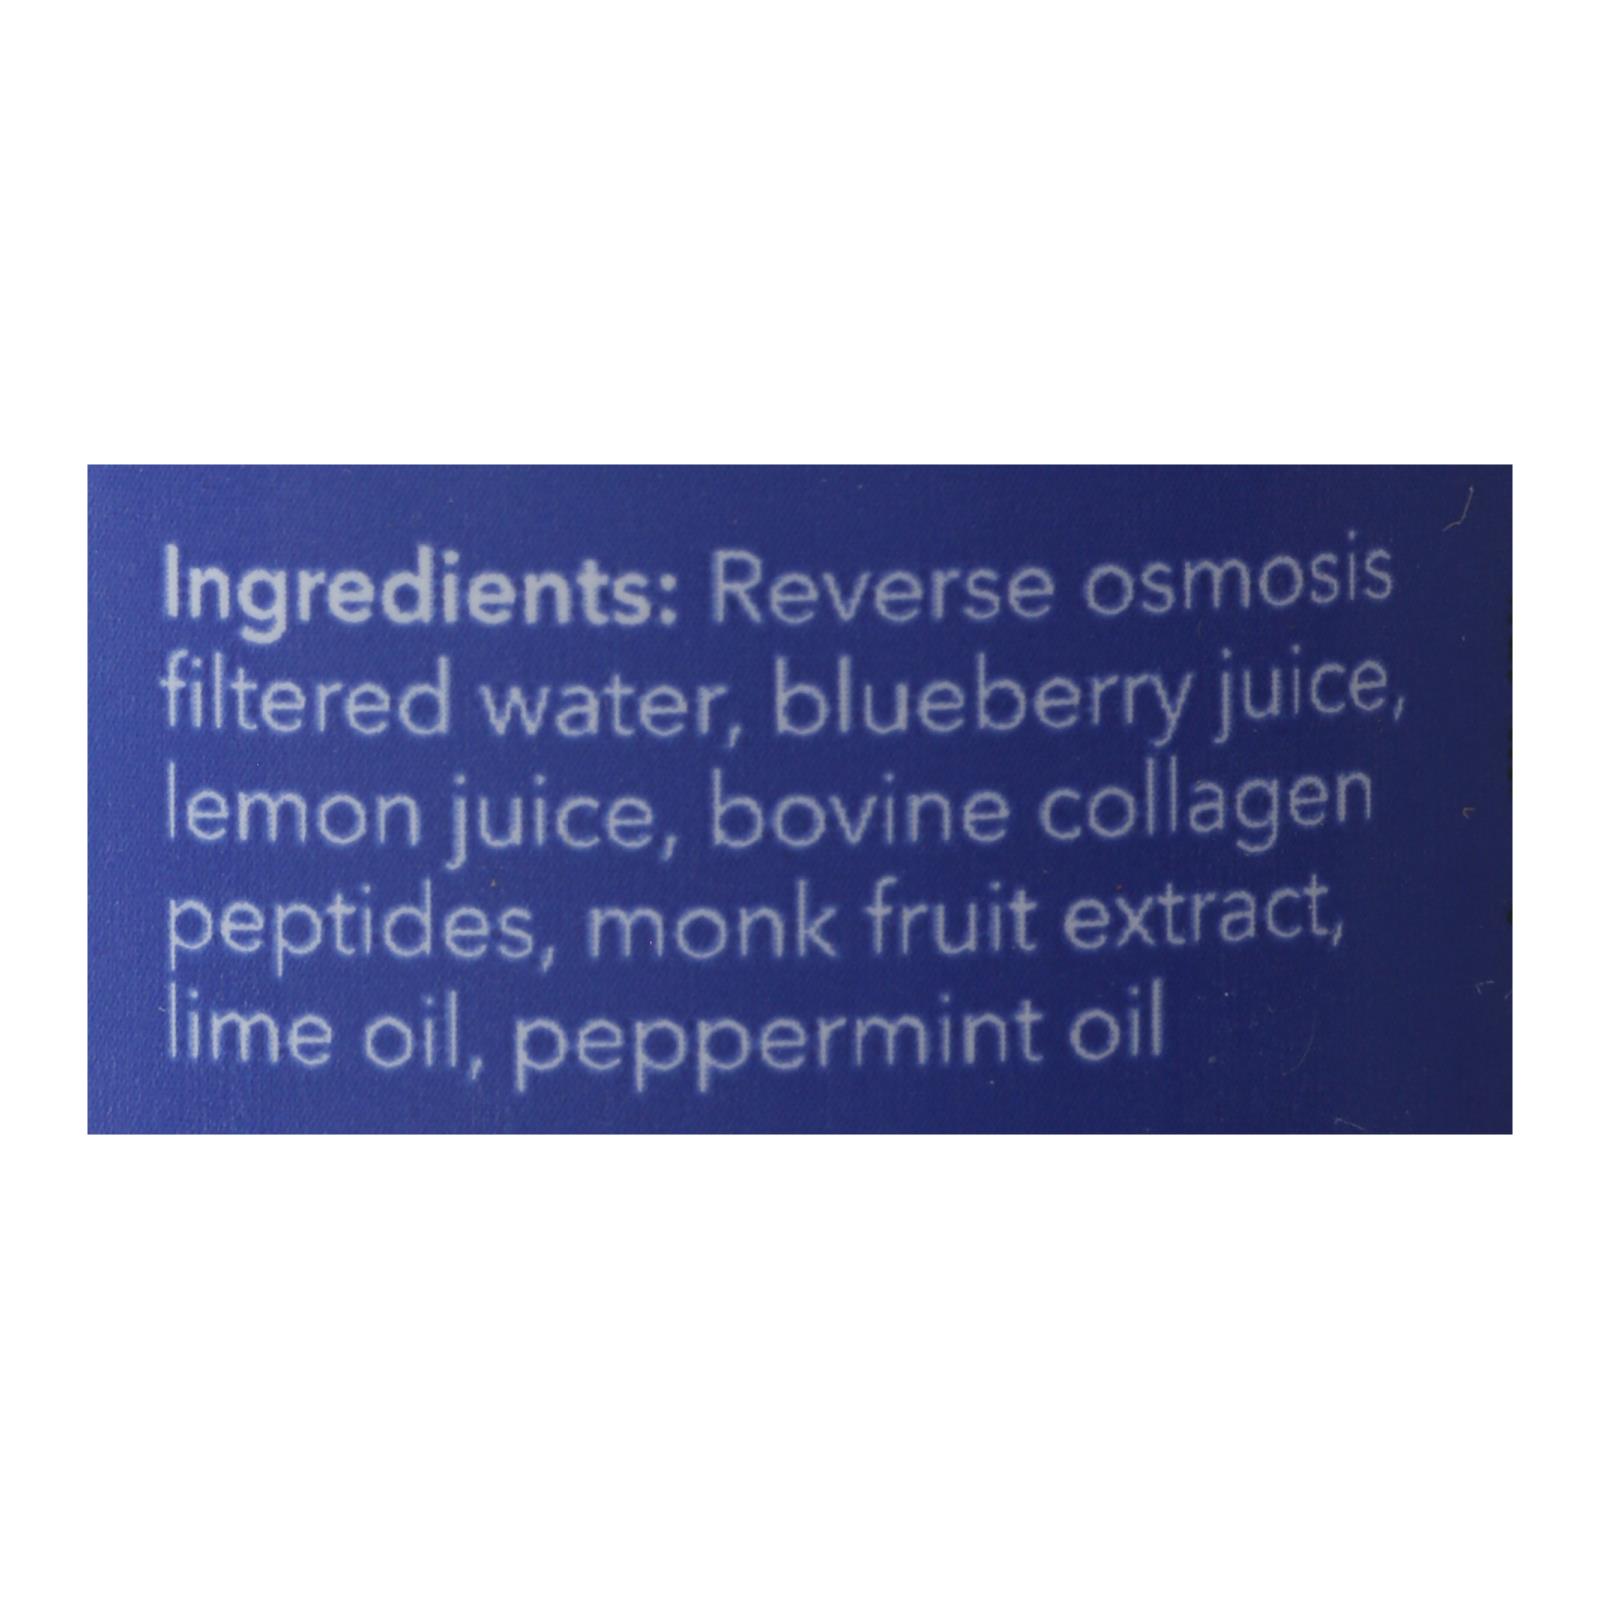 Ingredients: Reverse osmosis
filtered water, blueberry juice,
lemon juice, bovine collagen
peptides, monk fruit extract,
lime oil, peppermint oil